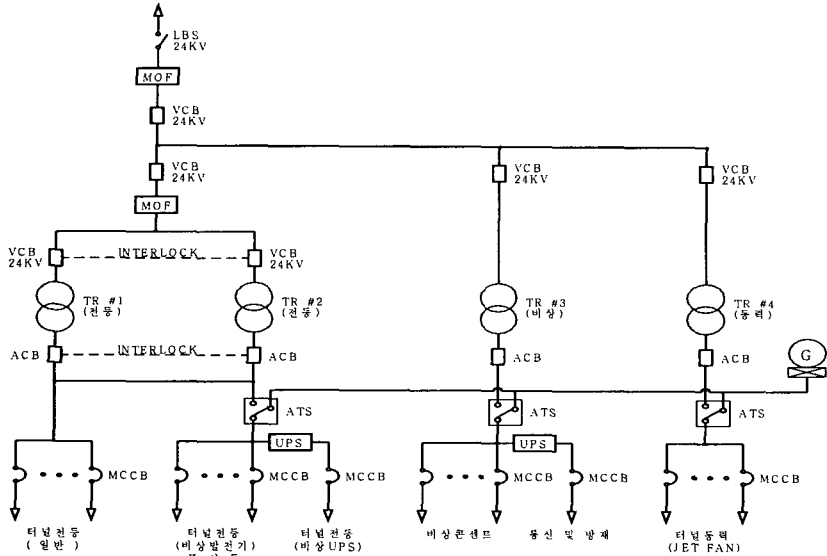 LBS
24KV
MOF
VCB
24KV
VCB
24KV
VCB
24KV
VCB
24KV
MOF
VCB
24KV
INTERLOCK
VCB
24KV
TR #1
(전등)
TR #2
(전등)
TR #3
(비상)
TR #4
(동력)
ACB
INTERLOCK
ACB
ACB
ACB
G
ATS
ATS
ATS
UPS
UPS
MCCB
MCCB
MCCB
MCCB
MCCB
MCCB
터널전등
(일반)
터널전등
(비상발전기)
터널전등
(비상UPS)
비상콘센트
통신 및 방재
터널동력
(JET FAN)